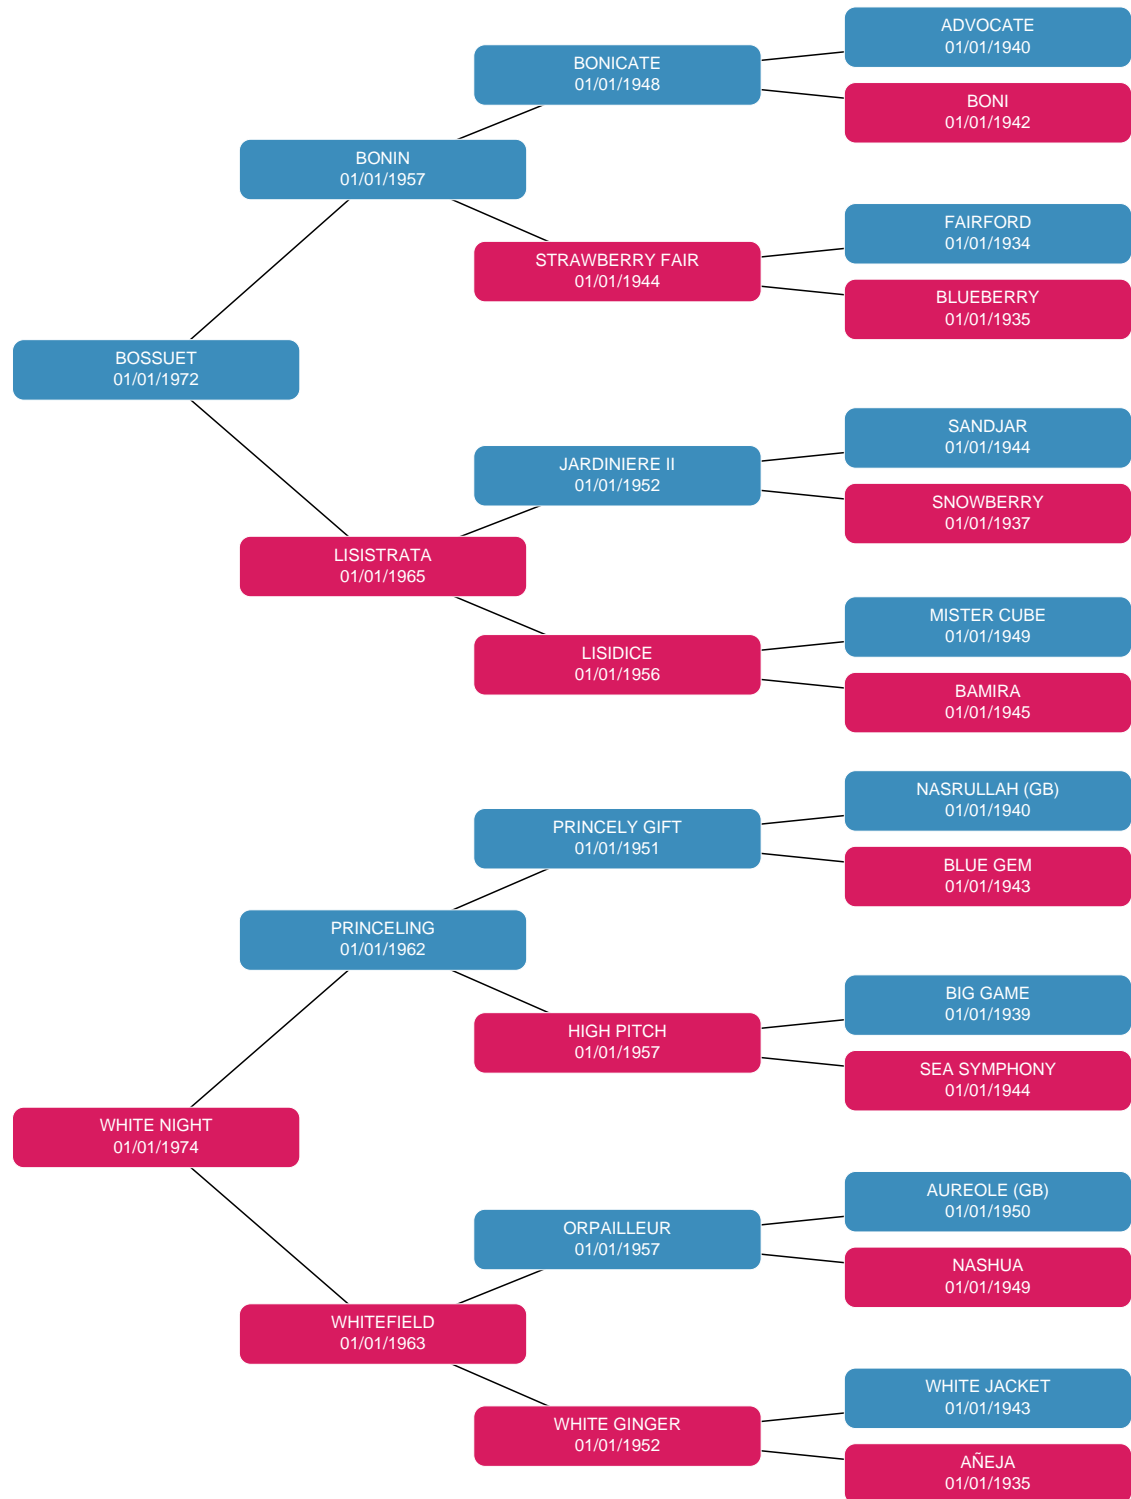 ADVOCATE
01/01/1940
BONICATE
01/01/1948
BONI
01/01/1942
BONIN
01/01/1957
FAIRFORD
01/01/1934
STRAWBERRY FAIR
01/01/1944
BLUEBERRY
01/01/1935
BOSSUET
01/01/1972
SANDJAR
01/01/1944
JARDINIERE II
01/01/1952
SNOWBERRY
01/01/1937
LISISTRATA
01/01/1965
MISTER CUBE
01/01/1949
LISIDICE
01/01/1956
BAMIRA
01/01/1945
NASRULLAH (GB)
01/01/1940
PRINCELY GIFT
01/01/1951
BLUE GEM
01/01/1943
PRINCELING
01/01/1962
BIG GAME
01/01/1939
HIGH PITCH
01/01/1957
SEA SYMPHONY
01/01/1944
WHITE NIGHT
01/01/1974
AUREOLE (GB)
01/01/1950
ORPAILLEUR
01/01/1957
NASHUA
01/01/1949
WHITEFIELD
01/01/1963
WHITE JACKET
01/01/1943
WHITE GINGER
01/01/1952
AÑEJA
01/01/1935